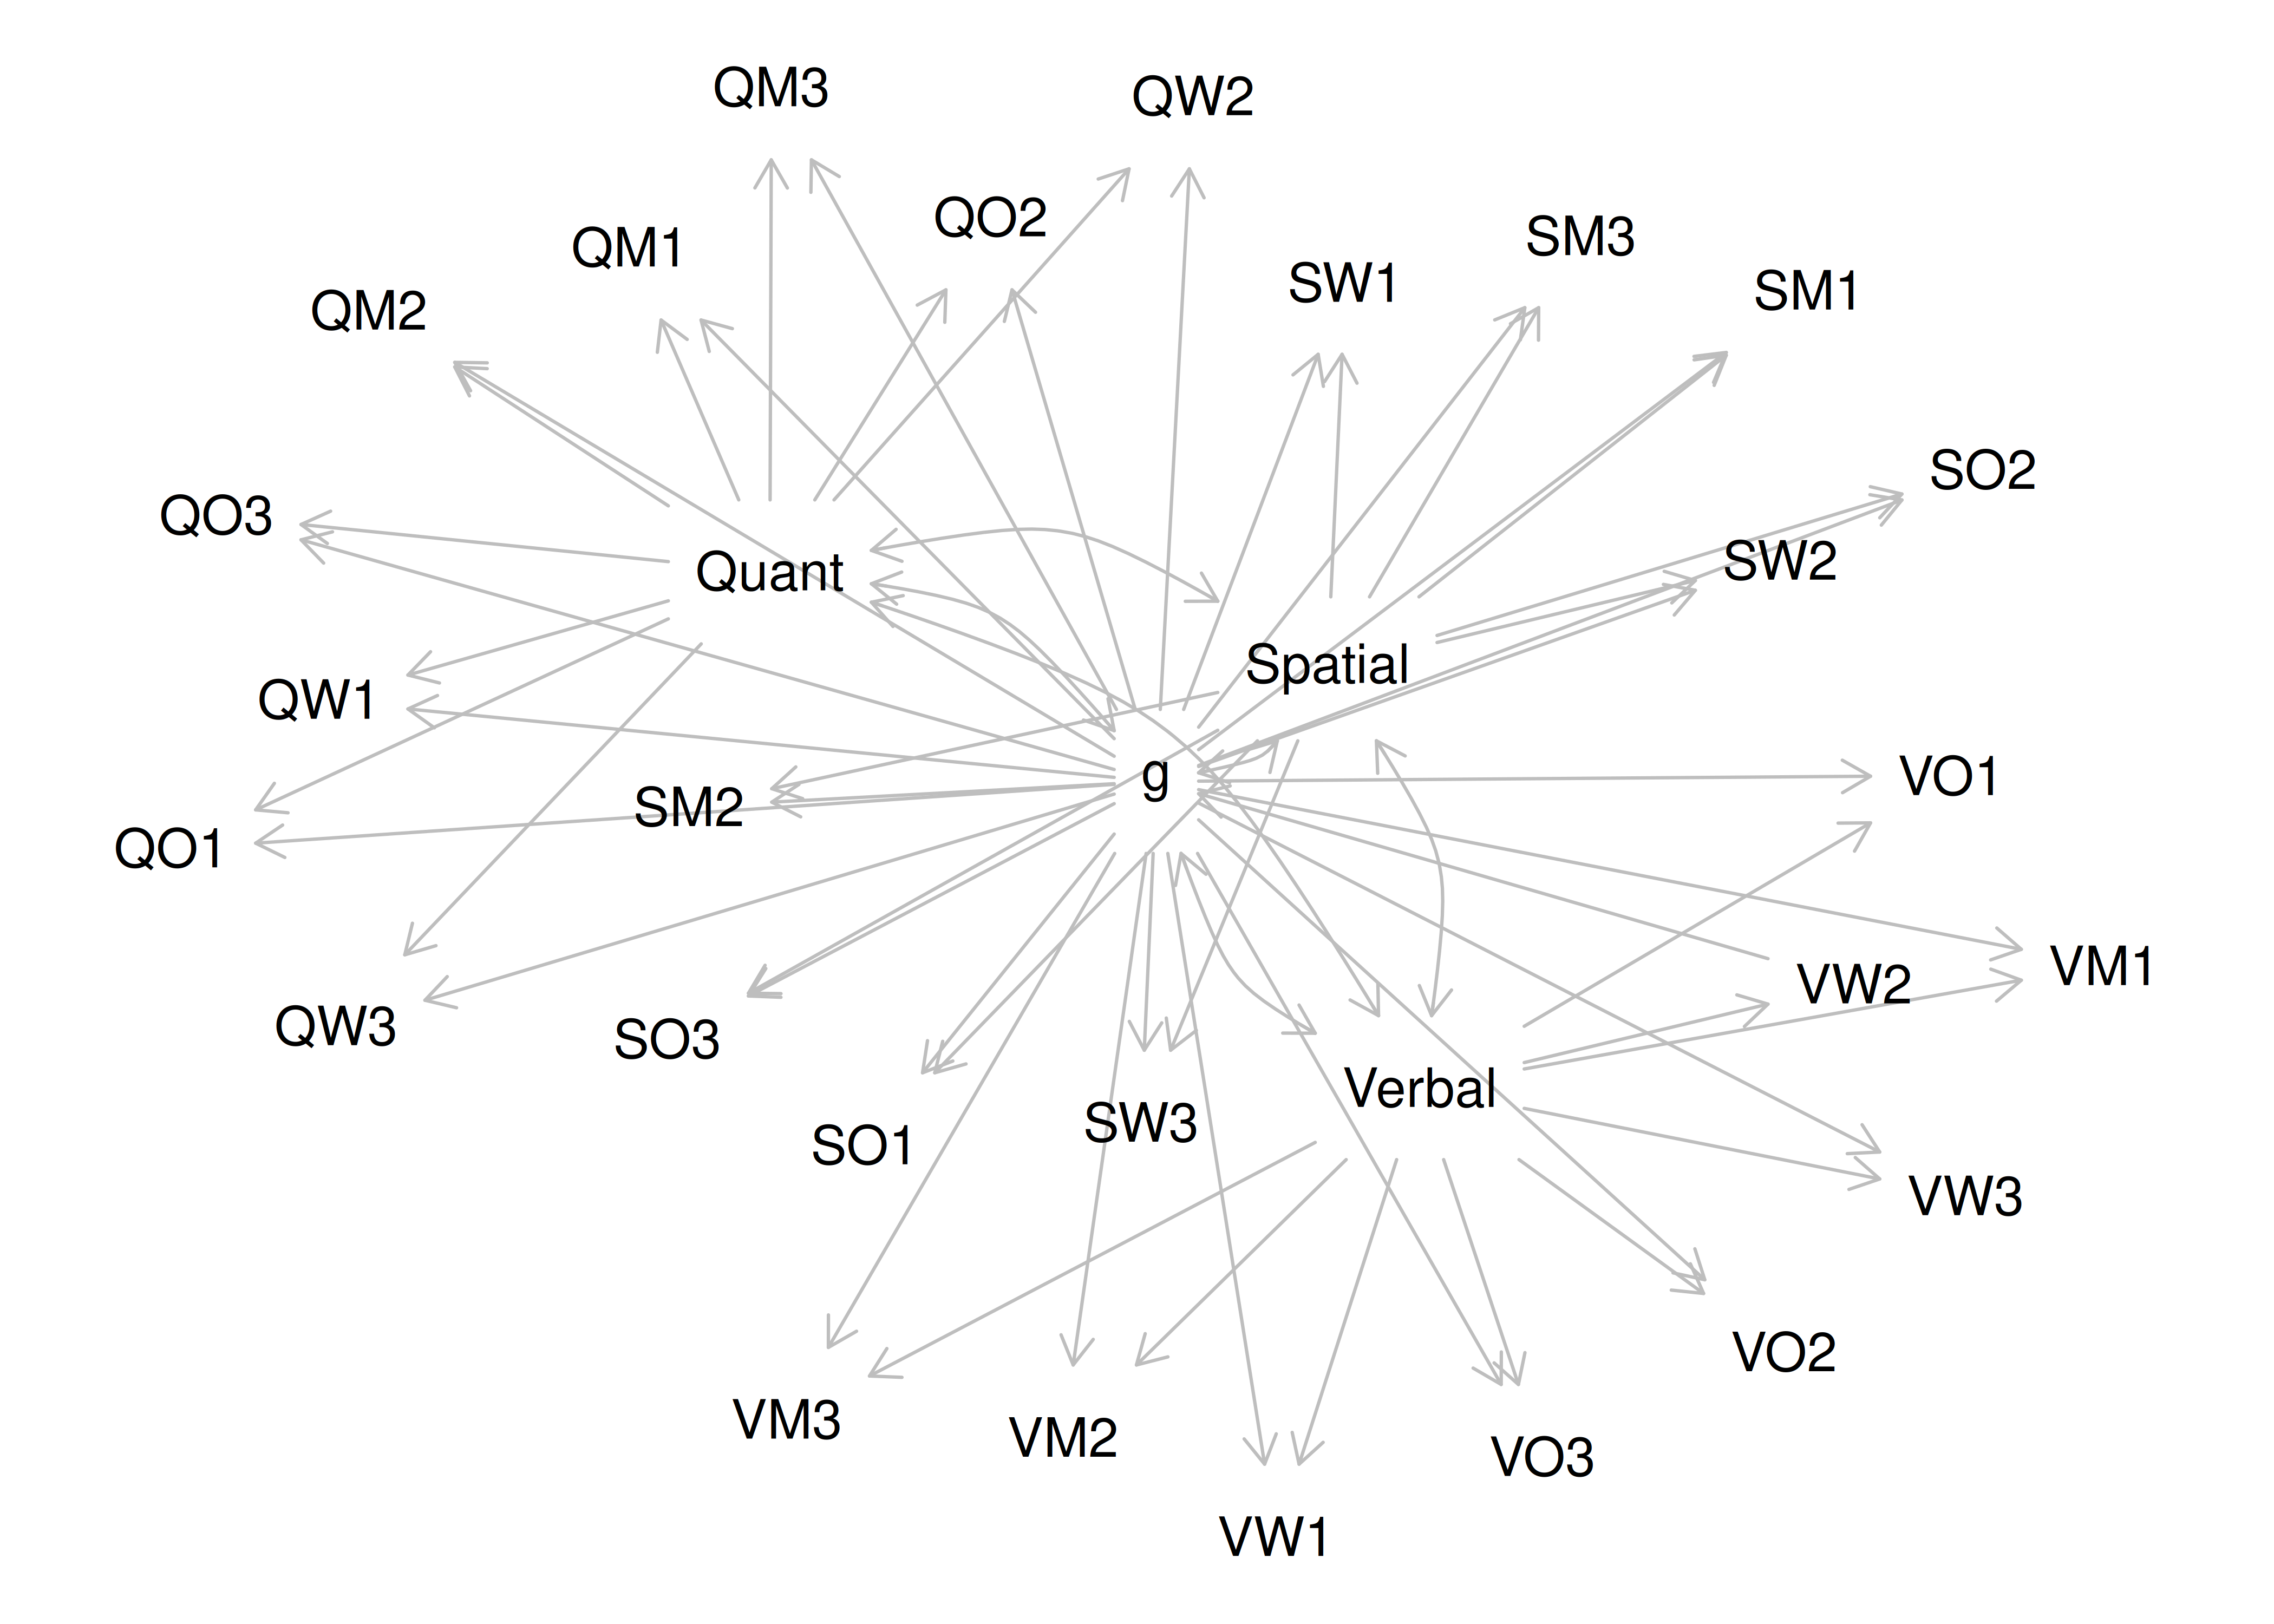 QM3
QW2
QO2
QM1
SM3
SW1
SM1
QM2
SO2
QO3
SW2
Quant
Spatial
QW1
g
VO1
SM2
QO1
VM1
VW2
QW3
SO3
Verbal
SW3
SO1
VW3
VO2
VM3
VM2
VO3
VW1